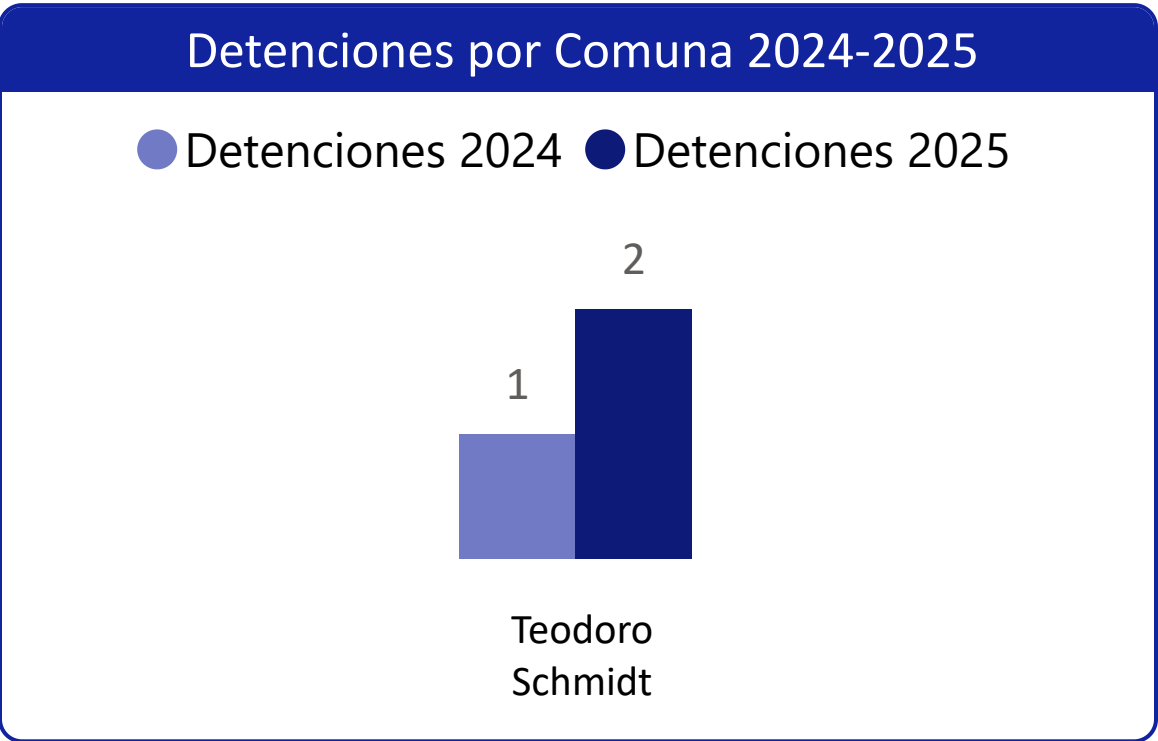 Detenciones por Comuna 2024-2025
Detenciones 2024 Detenciones 2025
2
1
Teodoro
Schmidt